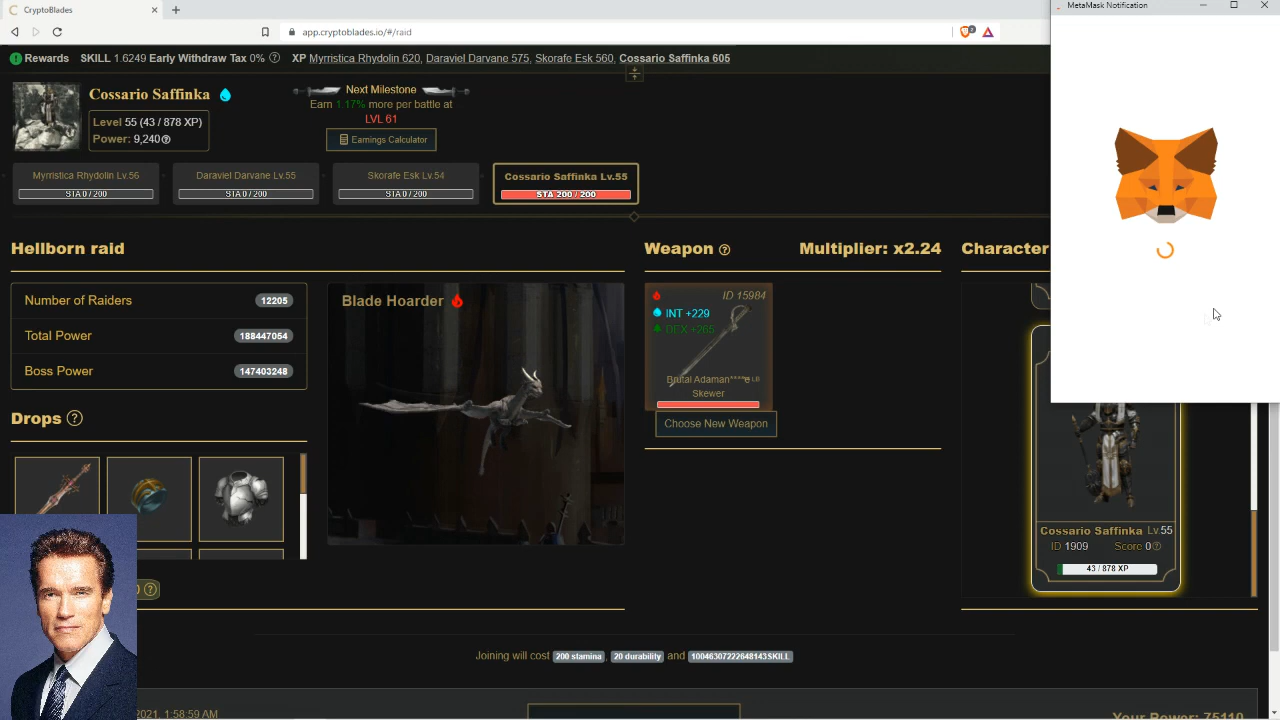 CryptoBlades
MetaMask Notification
app.cryptoblades.io/#/raid
Rewards SKILL 1.6249 Early Withdraw Tax 0% XP Myrristica Rhydolin 620, Daraviel Darvane 575, Skorafe Esk 560, Cossario Saffinka 605
Cossario Saffinka
Level 55 (43 / 878 XP)
Power: 9,240
Next Milestone
Earn 1.17% more per battle at
LVL 61
Earnings Calculator
Myrristica Rhydolin Lv.56
STA 0 / 200
Daraviel Darvane Lv.55
STA 0 / 200
Skorafe Esk Lv.54
STA 0 / 200
Cossario Saffinka Lv.55
STA 200 / 200
Hellborn raid
Number of Raiders 12205
Total Power 188447054
Boss Power 147403248
Drops
Blade Hoarder
Weapon
Multiplier: x2.24
ID 15984
INT +229
DEX +265
Brutal Adaman****e LB
Skewer
Choose New Weapon
Character
Cossario Saffinka Lv.55
ID 1909 Score 0
43 / 878 XP
Joining will cost 200 stamina, 20 durability and 10046307222648143SKILL
2021, 1:58:59 AM
Your Power: 75110